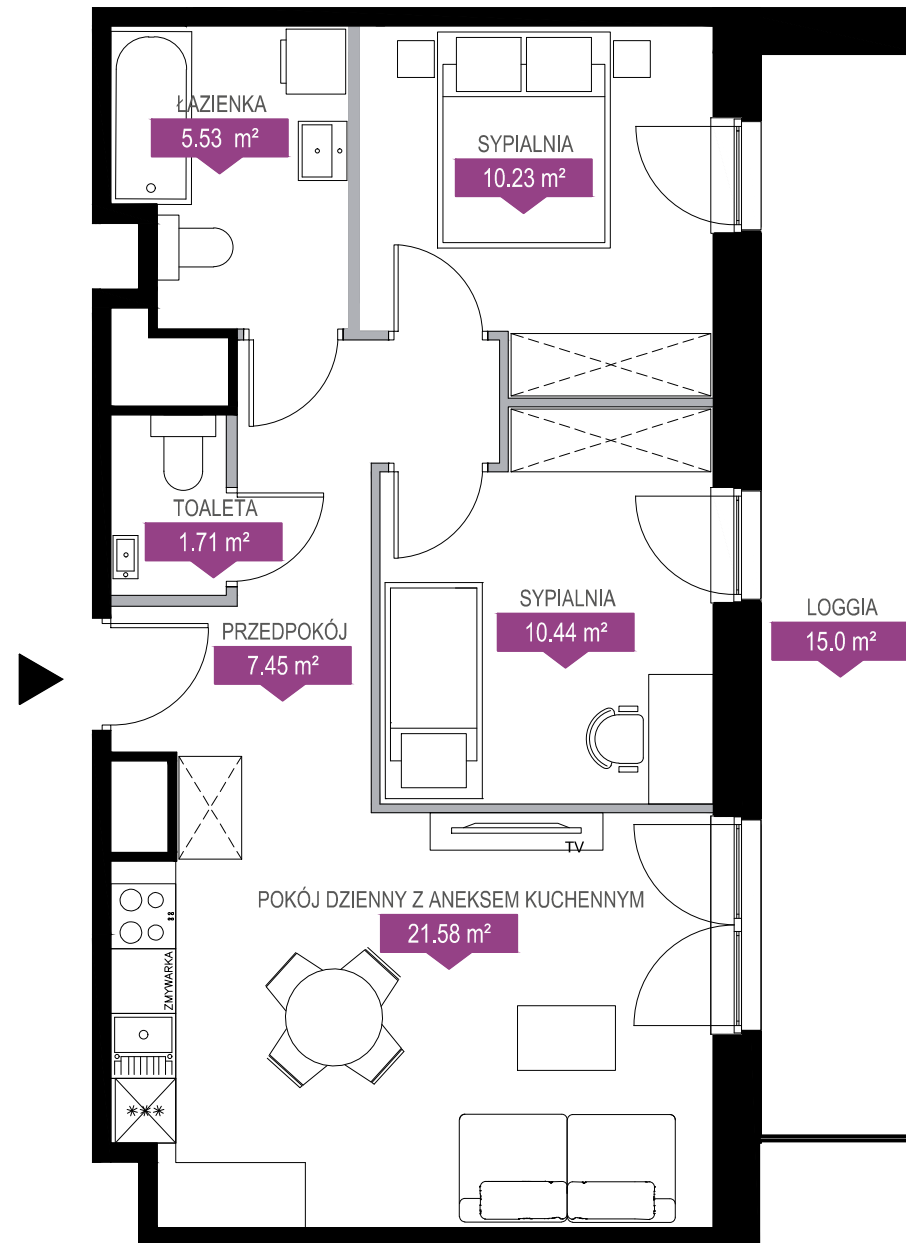 ŁAZIENKA
5.53 m²
SYPIALNIA
10.23 m²
TOALETA
1.71 m²
SYPIALNIA
10.44 m²
LOGGIA
15.0 m²
PRZEDPOKÓJ
7.45 m²
TV
POKÓJ DZIENNY Z ANEKSEM KUCHENNYM
21.58 m²
ZMYWARKA
***